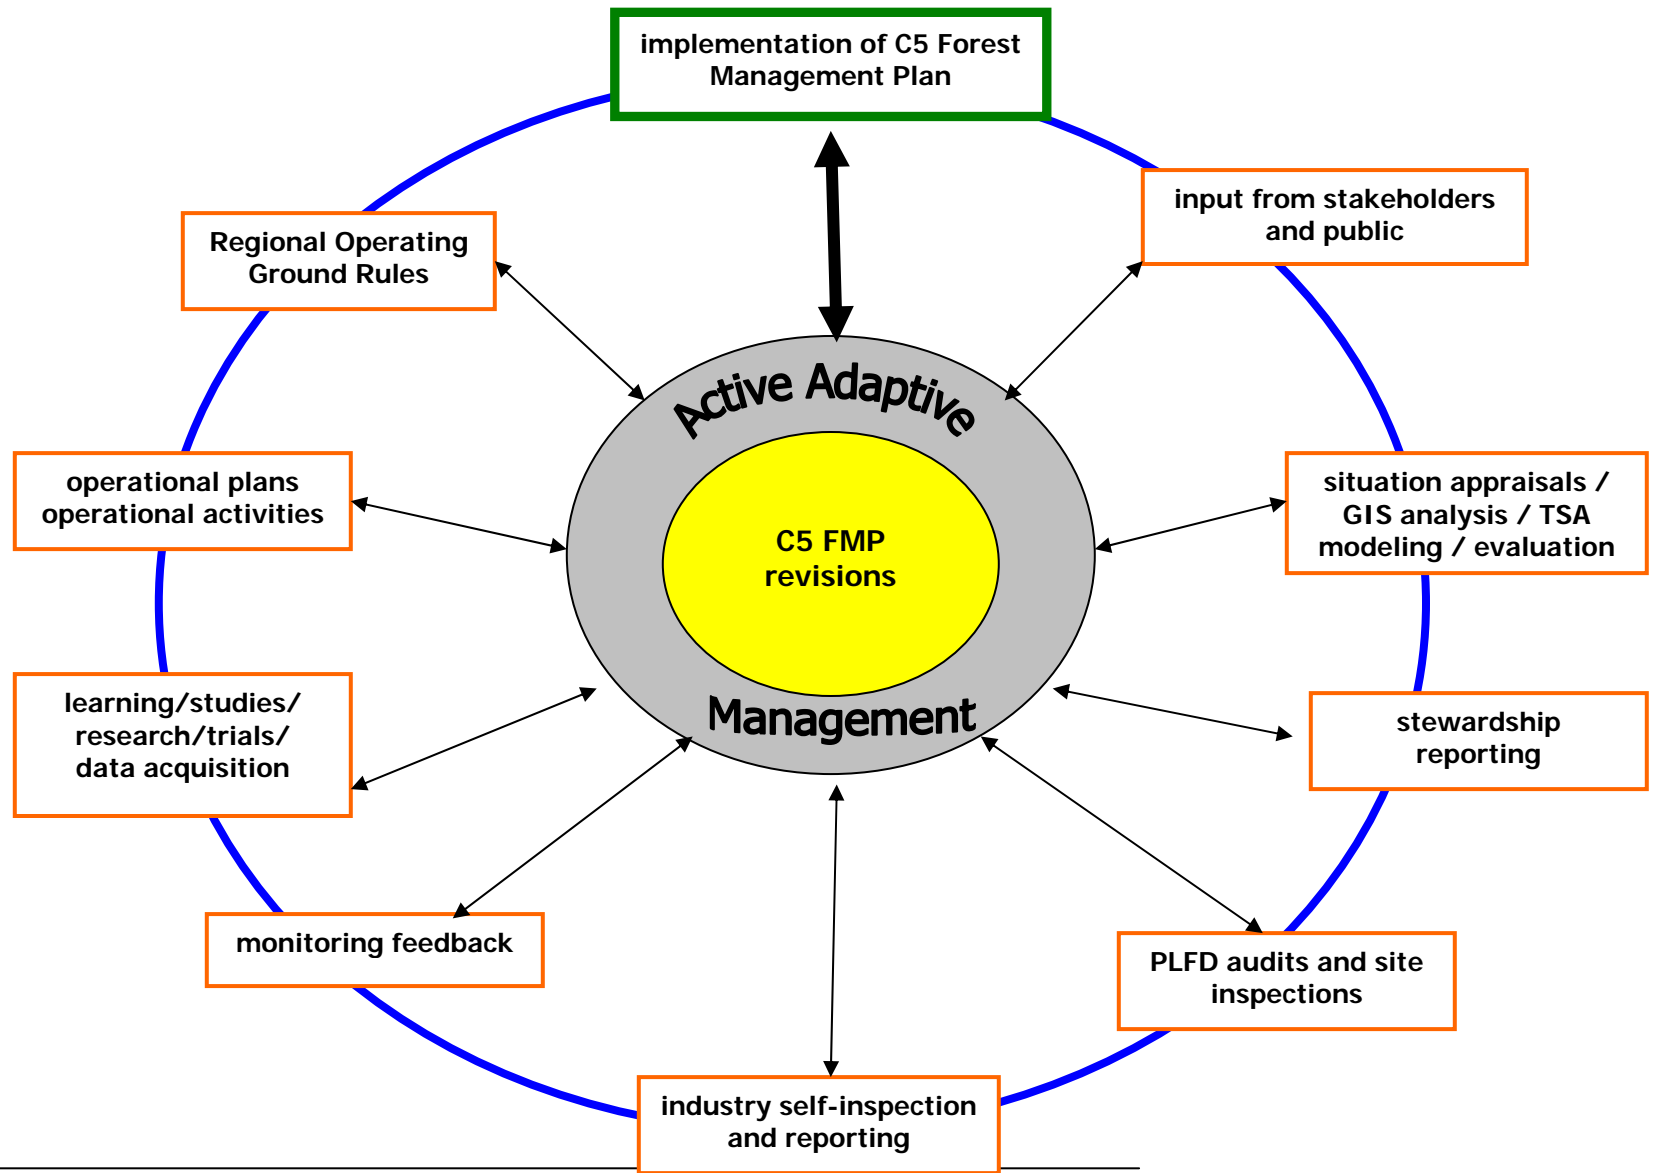 implementation of C5 Forest
Management Plan
input from stakeholders
and public
Regional Operating
Ground Rules
Active Adaptive
operational plans
operational activities
situation appraisals /
GIS analysis / TSA
modeling / evaluation
C5 FMP
revisions
learning/studies/
research/trials/
data acquisition
Management
stewardship
reporting
monitoring feedback
PLFD audits and site
inspections
industry self-inspection
and reporting